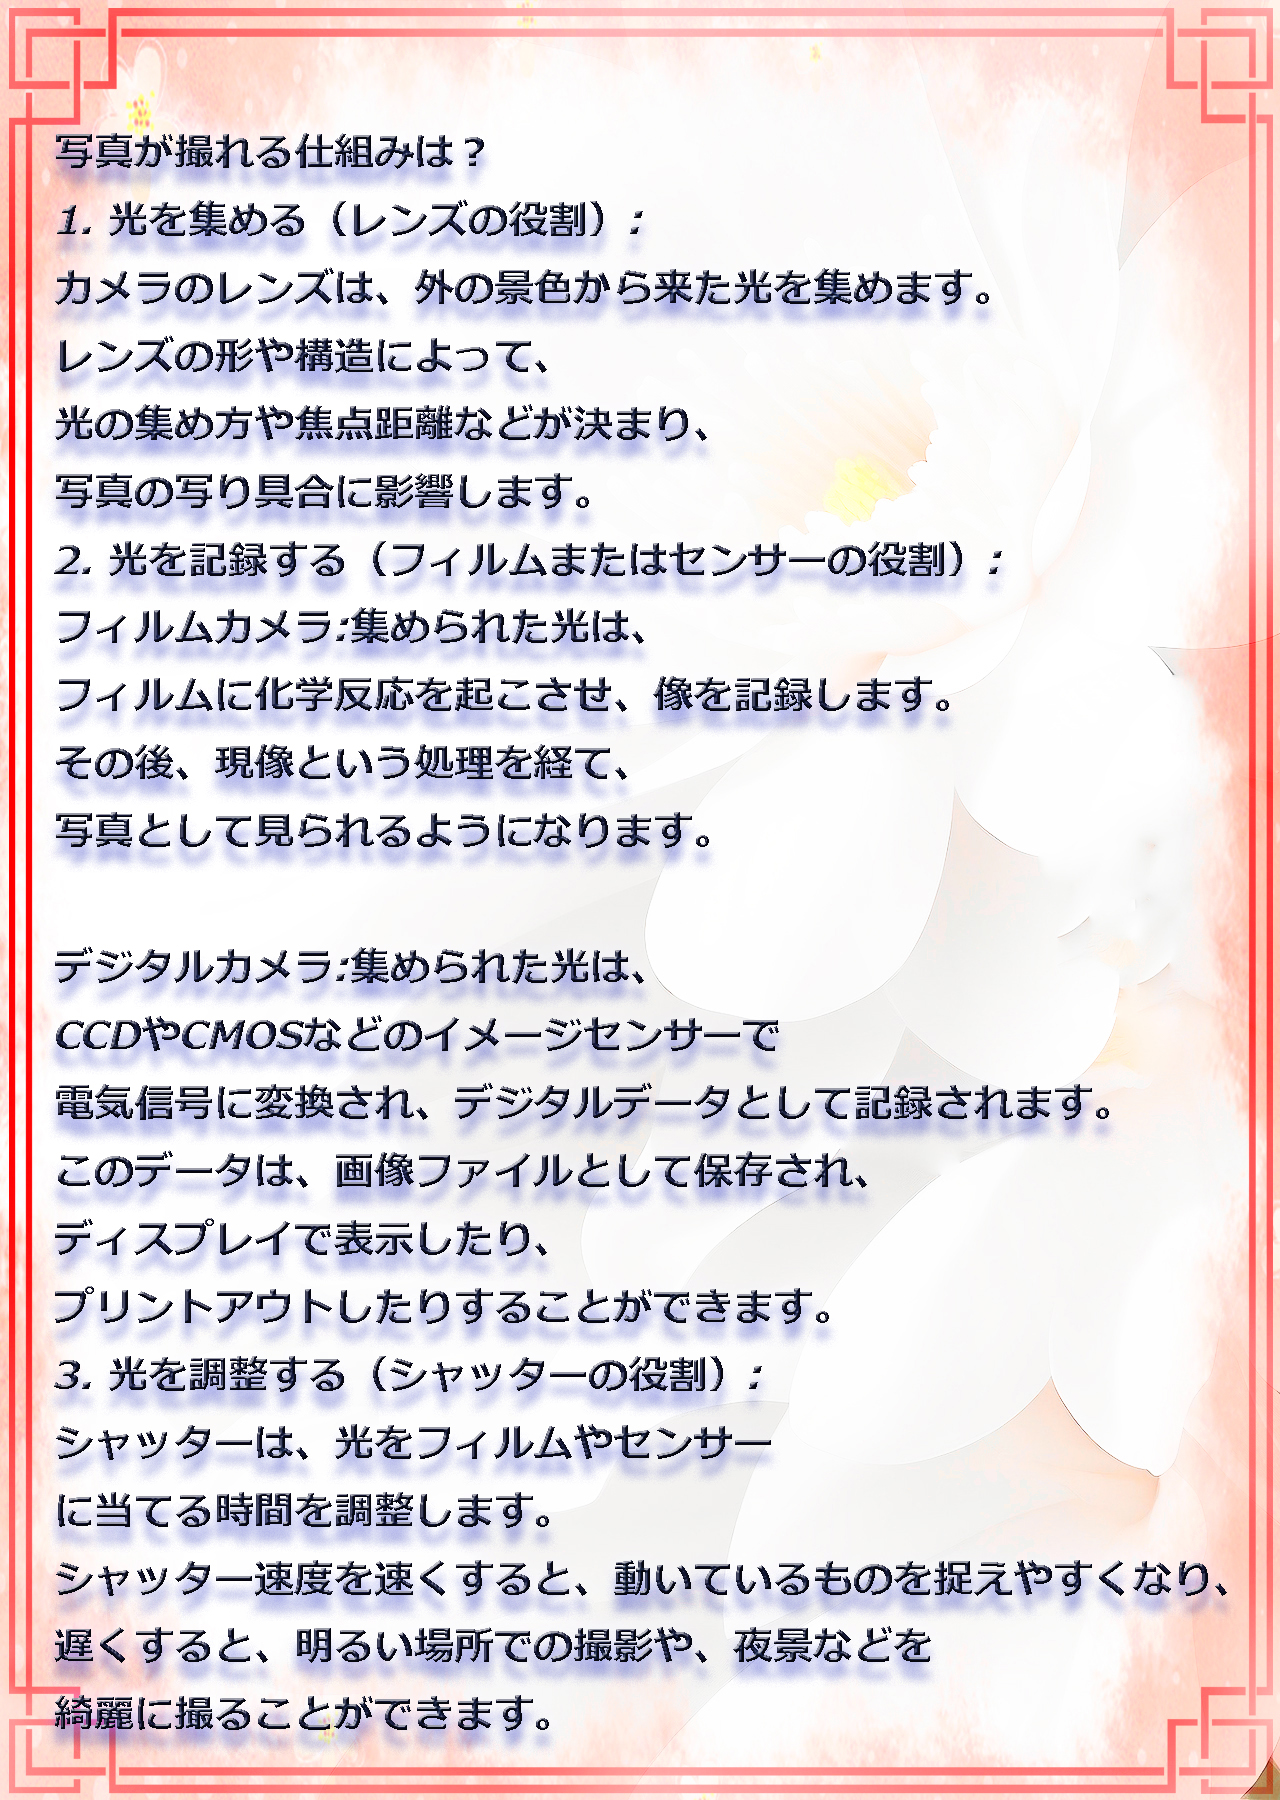 写真が撮れる仕組みは？
1. 光を集める（レンズの役割）:
カメラのレンズは、外の景色から来た光を集めます。
レンズの形や構造によって、
光の集め方や焦点距離などが決まり、
写真の写り具合に影響します。
2. 光を記録する（フィルムまたはセンサーの役割）:
フィルムカメラ:集められた光は、
フィルムに化学反応を起こさせ、像を記録します。
その後、現像という処理を経て、
写真として見られるようになります。
デジタルカメラ:集められた光は、
CCDやCMOSなどのイメージセンサーで
電気信号に変換され、デジタルデータとして記録されます。
このデータは、画像ファイルとして保存され、
ディスプレイで表示したり、
プリントアウトしたりすることができます。
3. 光を調整する（シャッターの役割）:
シャッターは、光をフィルムやセンサー
に当てる時間を調整します。
シャッター速度を速くすると、動いているものを捉えやすくなり、
遅くすると、明るい場所での撮影や、夜景などを
綺麗に撮ることができます。